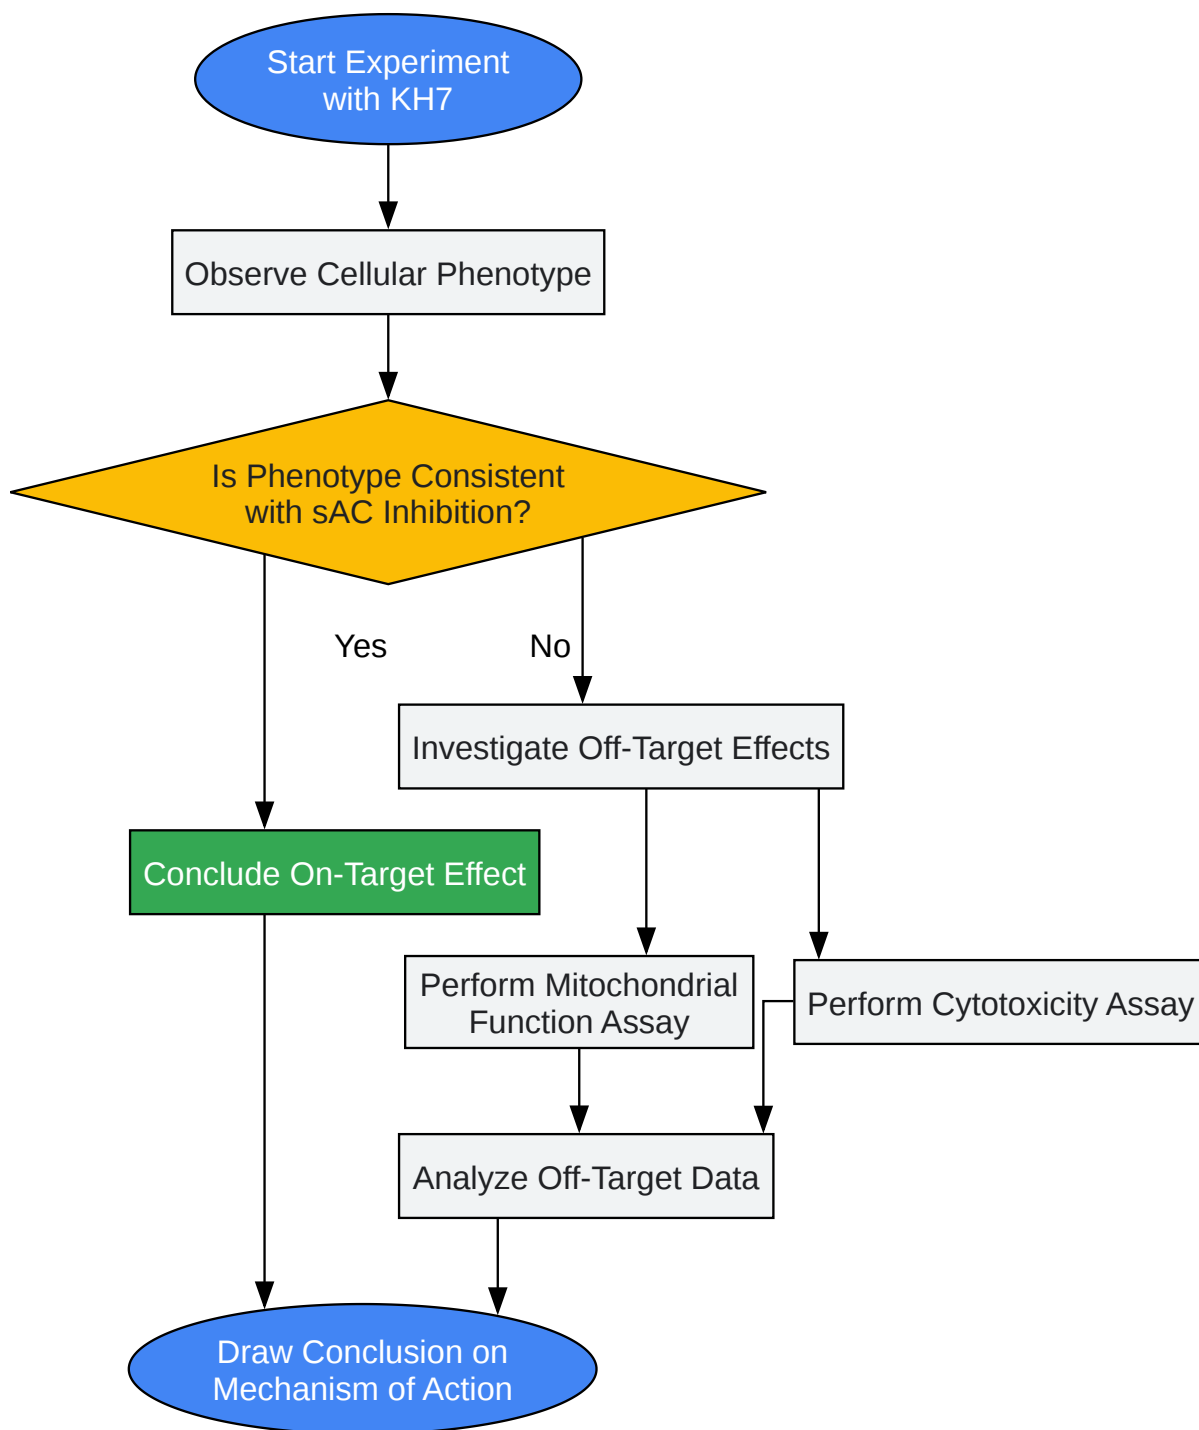 Start Experiment
with KH7
Observe Cellular Phenotype
Is Phenotype Consistent
with sAC Inhibition?
Yes
No
Investigate Off-Target Effects
Conclude On-Target Effect
Perform Mitochondrial
Function Assay
Perform Cytotoxicity Assay
Analyze Off-Target Data
Draw Conclusion on
Mechanism of Action